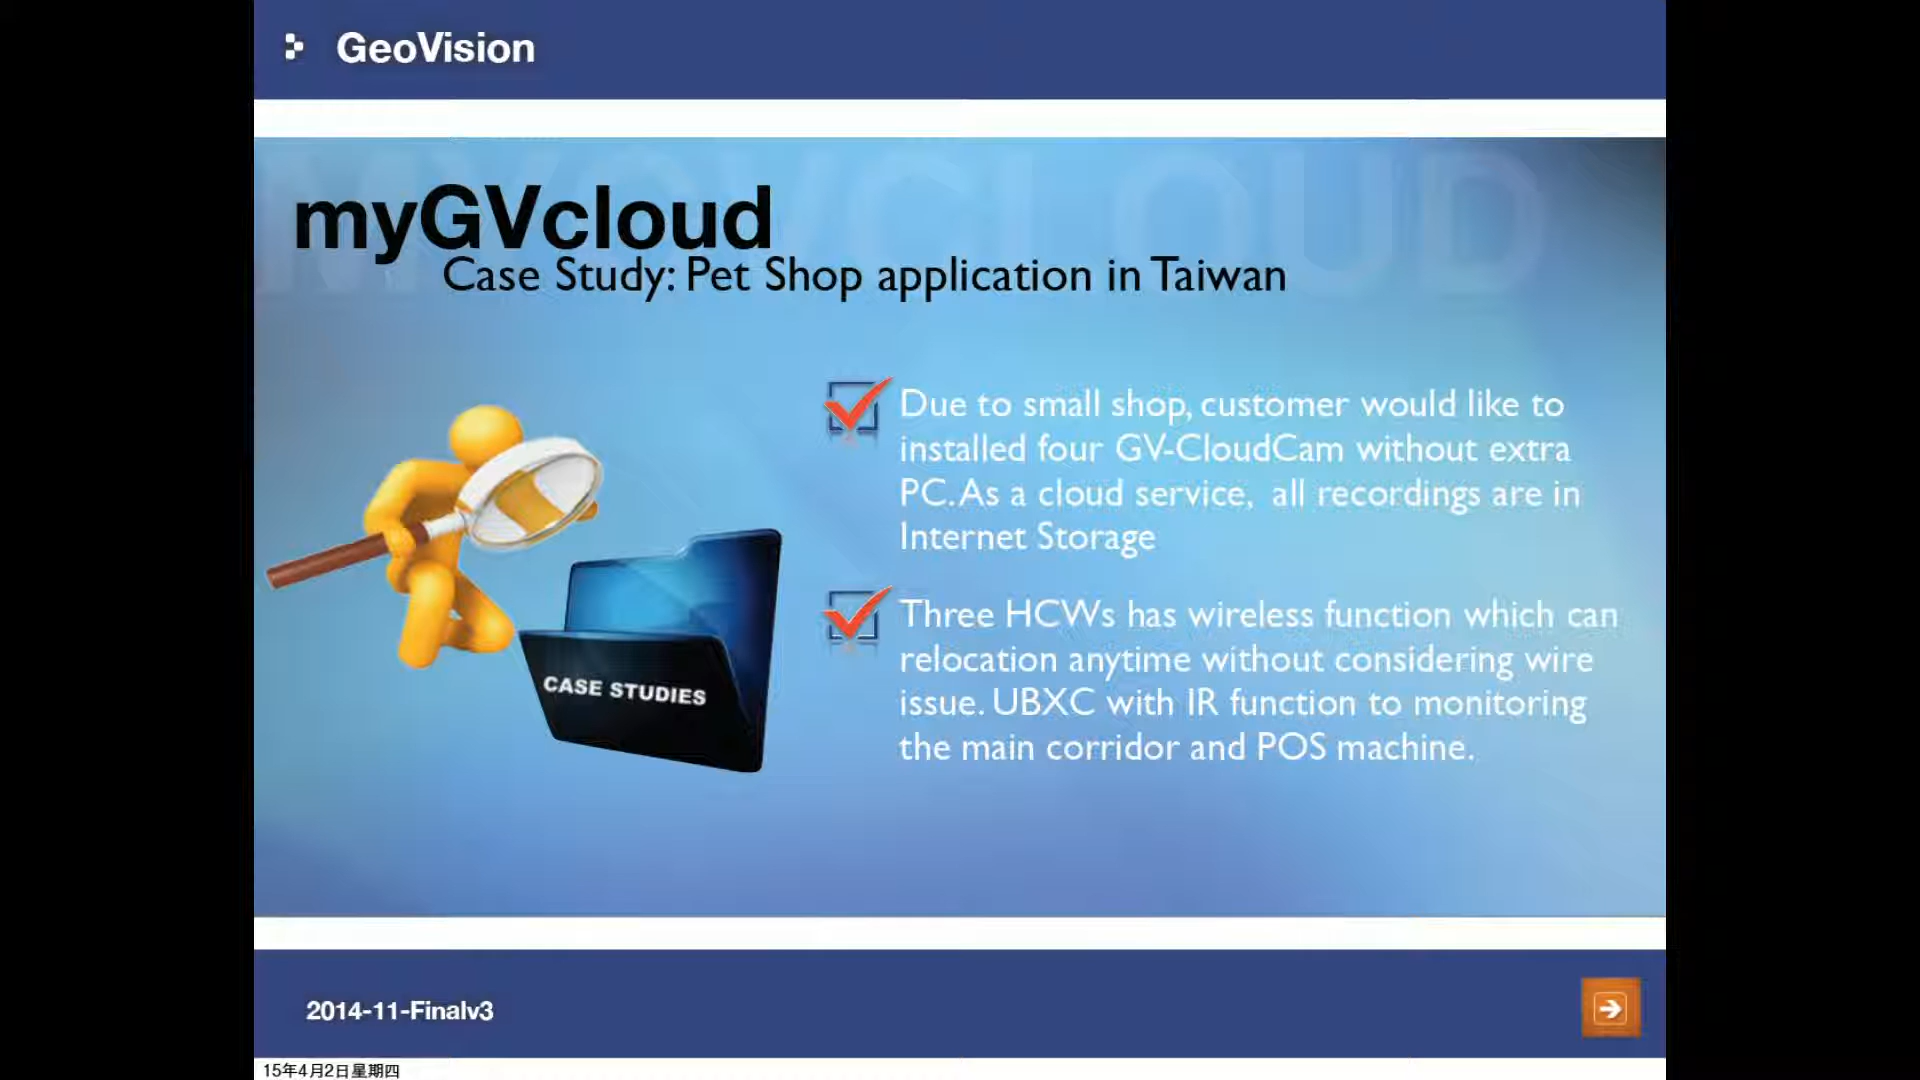 GeoVision
MYGVCLOUD
myGVcloud
Case Study: Pet Shop application in Taiwan
Due to small shop, customer would like to
installed four GV-CloudCam without extra
PC. As a cloud service, all recordings are in
Internet Storage
Three HCWs has wireless function which can
relocation anytime without considering wire
issue. UBXC with IR function to monitoring
the main corridor and POS machine.
CASE STUDIES
2014-11-Finalv3
15年4月2日星期四